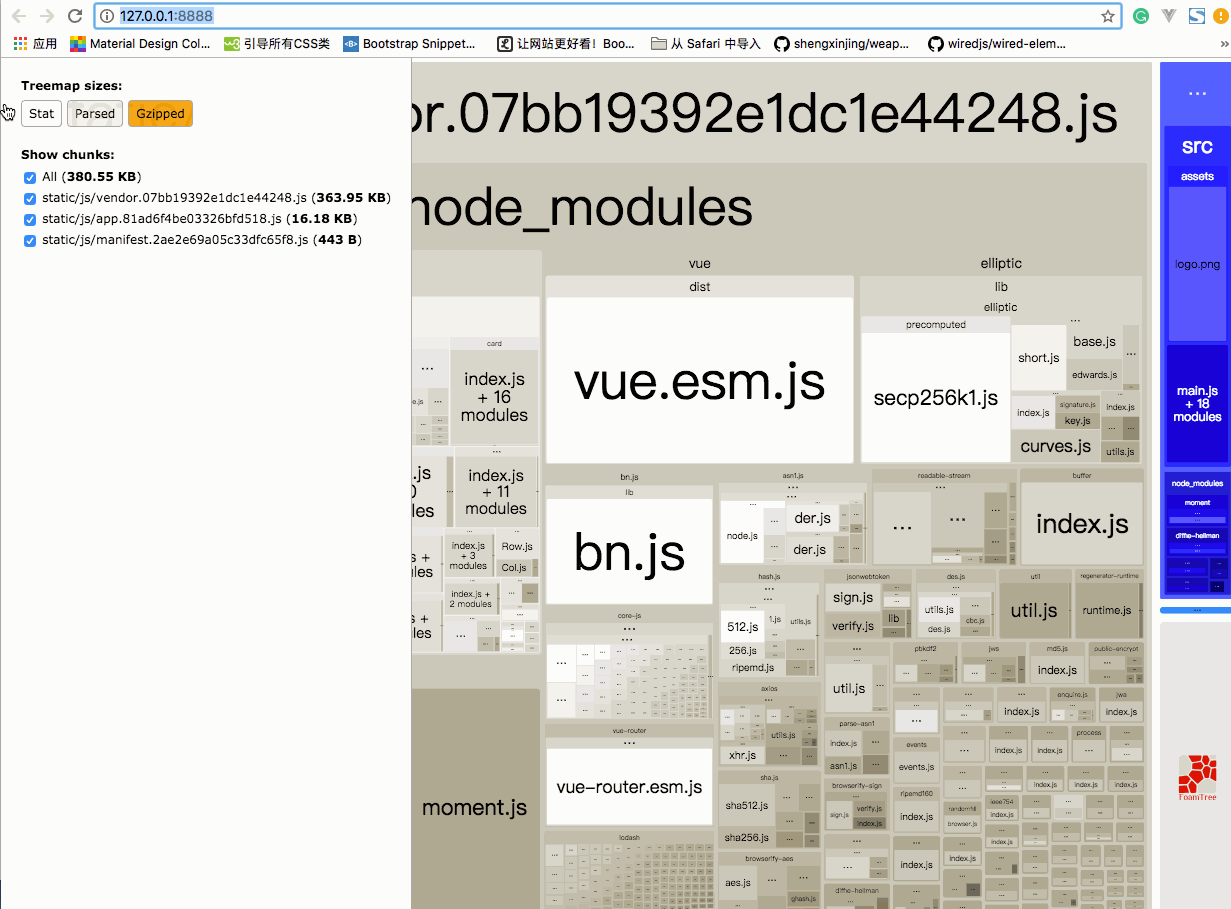 127.0.0.1:8888
应用 Material Design Col... 引导所有CSS类 Bootstrap Snippet... 让网站更好看！Boo... 从 Safari 中导入 shengxinjing/weap... wiredjs/wired-elem... »
Treemap sizes:
Stat Parsed Gzipped
Show chunks:
All (380.55 KB)
static/js/vendor.07bb19392e1dc1e44248.js (363.95 KB)
static/js/app.81ad6f4be03326bfd518.js (16.18 KB)
static/js/manifest.2ae2e69a05c33dfc65f8.js (443 B)
or.07bb19392e1dc1e44248.js
node_modules
card
index.js
+ 16
modules
index.js
+ 11
modules
index.js
+ 3
modules
Row.js
Col.js
index.js +
2 modules
moment.js
vue
dist
vue.esm.js
elliptic
lib
elliptic
precomputed
secp256k1.js
short.js
base.js
edwards.js
index.js
signature.js
key.js
index.js
curves.js
utils.js
bn.js
lib
bn.js
asn1.js
node.js
der.js
der.js
readable-stream
buffer
index.js
core-js
hash.js
512.js
1.js
utils.js
256.js
ripemd.js
jsonwebtoken
sign.js
verify.js
lib
des.js
utils.js
des.js
cbc.js
util
util.js
regenerator-runtime
runtime.js
util.js
pbkdf2
jws
md5.js
index.js
public-encrypt
axios
utils.js
xhr.js
index.js
enquire.js
jwa
index.js
vue-router
vue-router.esm.js
parse-asn1
index.js
asn1.js
events
events.js
index.js
index.js
process
sha.js
sha512.js
sha256.js
browserify-sign
sign.js
verify.js
index.js
ripemd160
index.js
index.js
index.js
index.js
randomfill
browser.js
ieee754
index.js
lodash
index.js
index.js
index.js
browserify-aes
aes.js
ghash.js
diffie-hellman
src
assets
logo.png
main.js
+ 18
modules
node_modules
moment
diffie-hellman
FoamTree